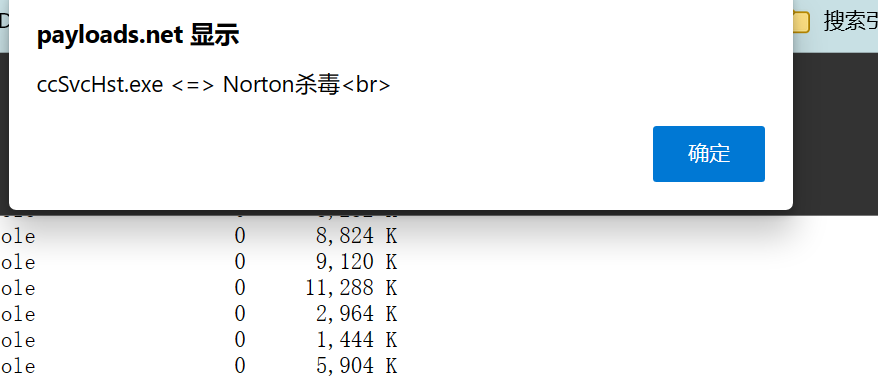 搜索引
payloads.net 显示
ccSvcHst.exe <=> Norton杀毒<br>
确定
ole 0 8,824 K
ole 0 9,120 K
ole 0 11,288 K
ole 0 2,964 K
ole 0 1,444 K
ole 0 5,904 K